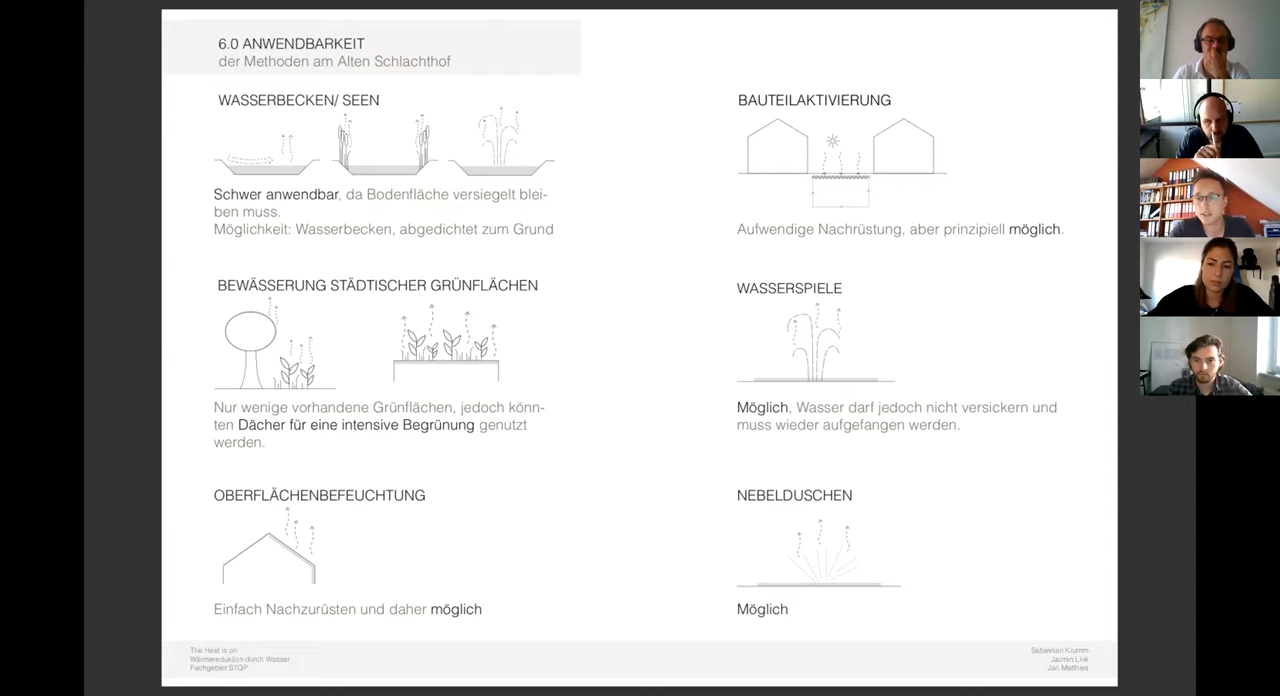 6.0 ANWENDBARKEIT
der Methoden am Alten Schlachthof
WASSERBECKEN/ SEEN
Schwer anwendbar, da Bodenfläche versiegelt blei-
ben muss.
Möglichkeit: Wasserbecken, abgedichtet zum Grund
BEWÄSSERUNG STÄDTISCHER GRÜNFLÄCHEN
Nur wenige vorhandene Grünflächen, jedoch könn-
ten Dächer für eine intensive Begrünung genutzt
werden.
OBERFLÄCHENBEFEUCHTUNG
Einfach Nachzurüsten und daher möglich
BAUTEILAKTIVIERUNG
Aufwendige Nachrüstung, aber prinzipiell möglich.
WASSERSPIELE
Möglich, Wasser darf jedoch nicht versickern und
muss wieder aufgefangen werden.
NEBELDUSCHEN
Möglich
The Heat is on
Wärmereduktion durch Wasser
Fachgebiet STQP
Sebastian Krumm
Jasmin Link
Jan Matthies